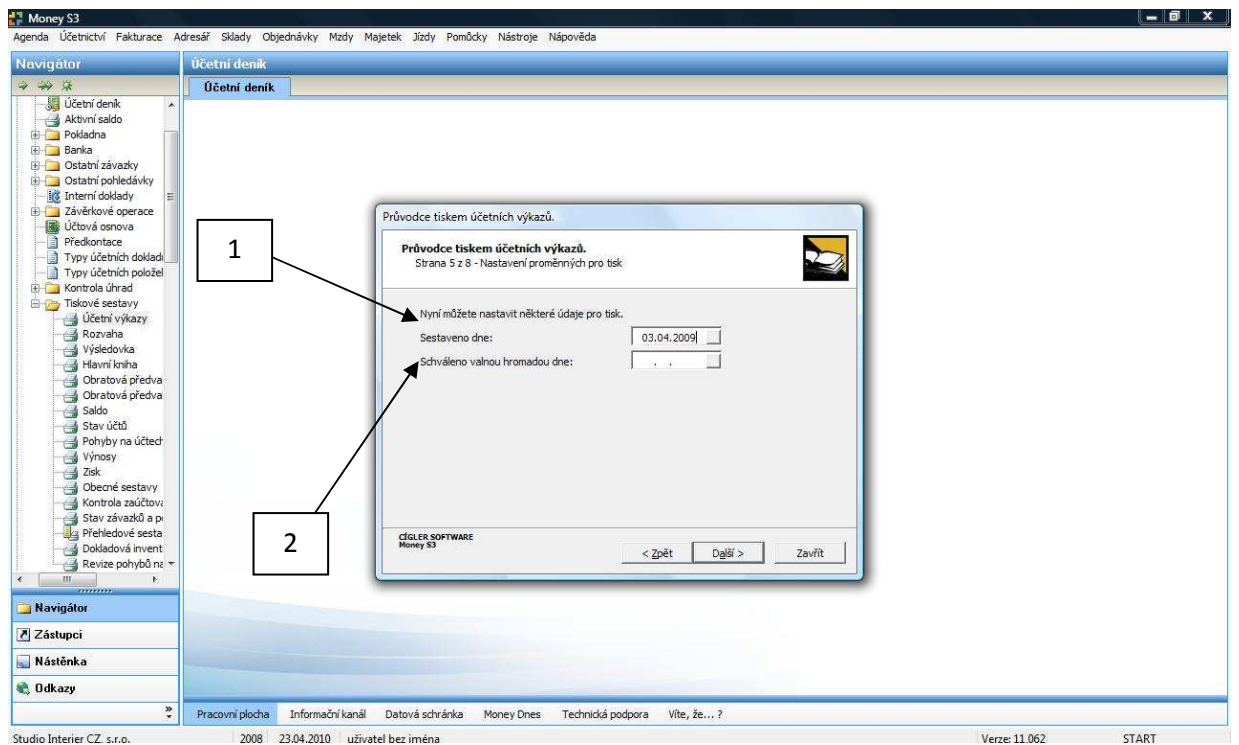 Money S3
Agenda Účetnictví Fakturace Adresář Sklady Objednávky Mzdy Majetek Jízdy Pomůcky Nástroje Nápověda
Navigátor
Účetní deník
Účetní deník
Účetní deník
Aktivní saldo
Pokladna
Banka
Ostatní závazky
Ostatní pohledávky
Interní doklady
Závěrkové operace
Účtová osnova
Předkontace
Typy účetních dokladů
Typy účetních položek
Kontrola úhrad
Tiskové sestavy
Účetní výkazy
Rozvaha
Výsledovka
Hlavní kniha
Obratová předva
Obratová předva
Saldo
Stav účtů
Pohyby na účtech
Výnosy
Zisk
Obecné sestavy
Kontrola zaúčtova
Stav závazků a po
Přehledové sesta
Dokladová invent
Revize pohybů na
Navigátor
Zástupci
Nástěnka
Odkazy
1
2
Průvodce tiskem účetních výkazů.
Průvodce tiskem účetních výkazů.
Strana 5 z 8 - Nastavení proměnných pro tisk
Nyní můžete nastavit některé údaje pro tisk.
Sestaveno dne: 03.04.2009
Schváleno valnou hromadou dne: . .
CÍGLER SOFTWARE
Money S3
< Zpět Další > Zavřít
Pracovní plocha Informační kanál Datová schránka Money Dnes Technická podpora Víte, že... ?
Studio Interier CZ, s.r.o. 2008 23.04.2010 uživatel bez jména Verze: 11.062 START